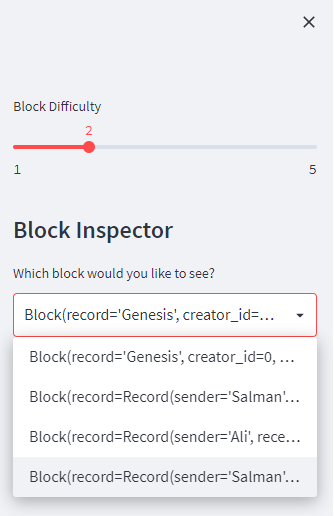 Block Difficulty
2
1 5
Block Inspector
Which block would you like to see?
Block(record='Genesis', creator_id=...
Block(record='Genesis', creator_id=0, ...
Block(record=Record(sender='Salman'...
Block(record=Record(sender='Ali', rece...
Block(record=Record(sender='Salman'...